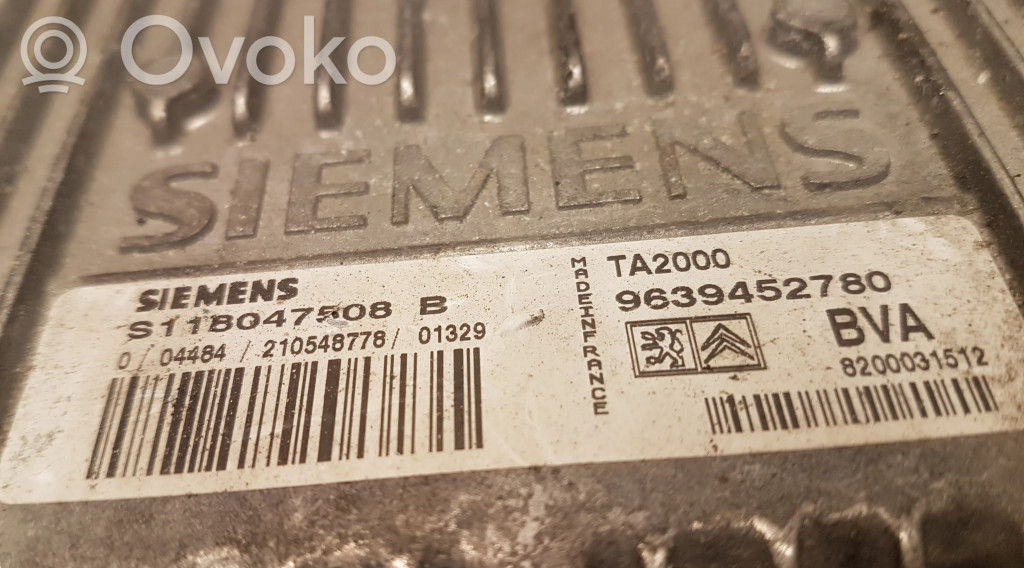 Ovoko
SIEMENS
SIEMENS
S118047508 B
0 / 04484 / 210548778 / 01329
MADE IN FRANCE
TA2000
9639452780
BVA
8200031512